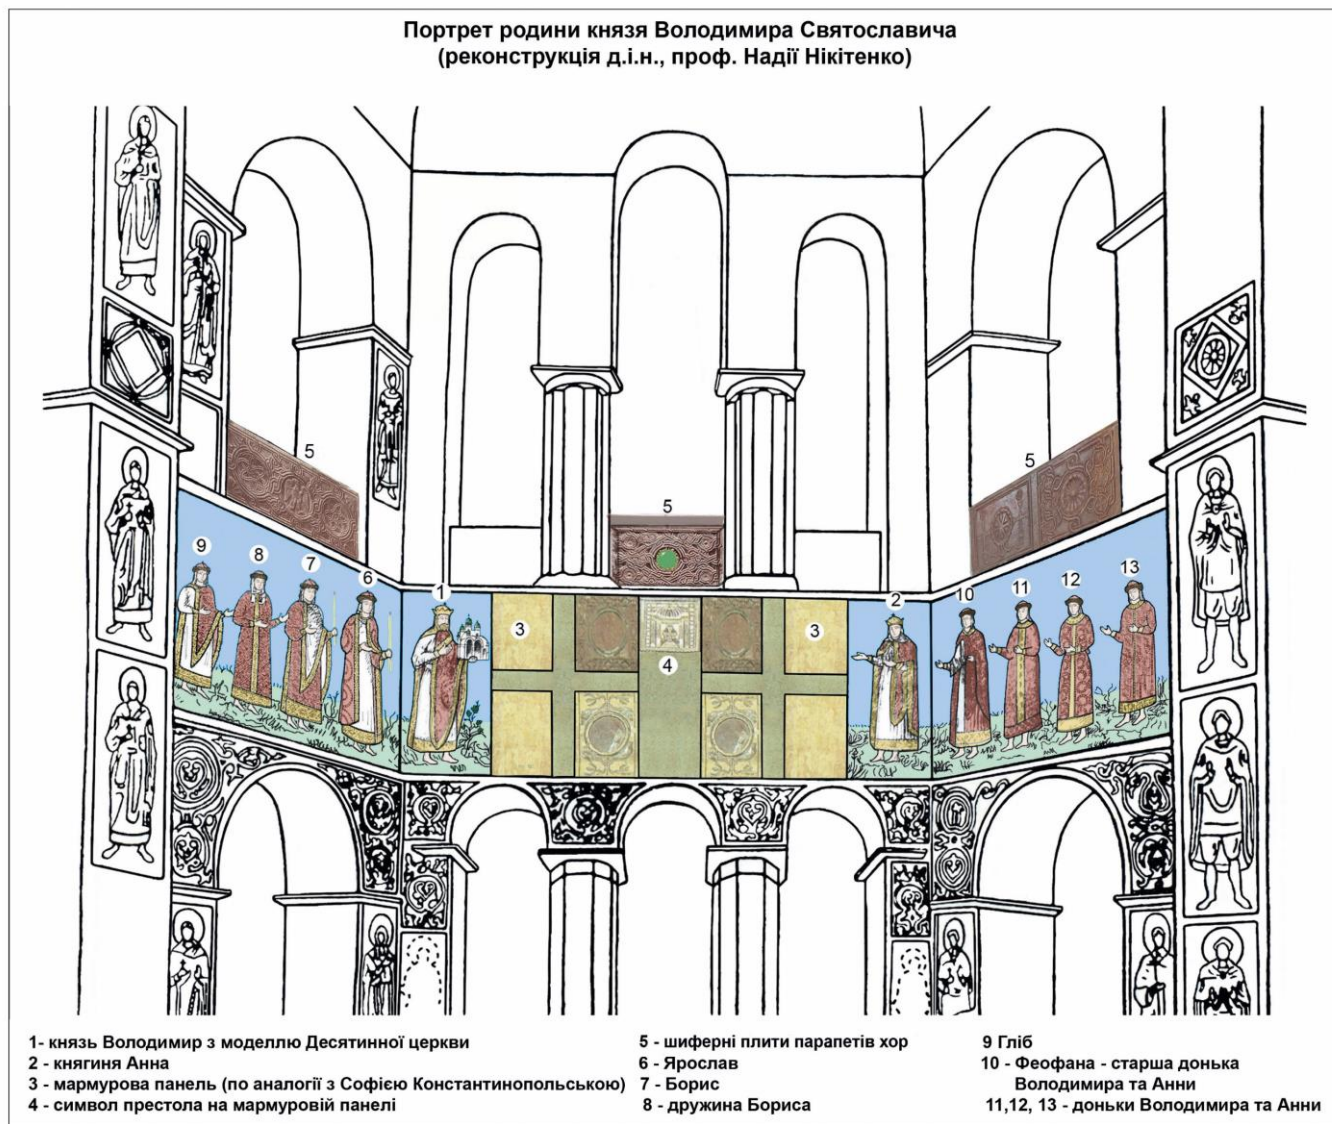 Портрет родини князя Володимира Святославича
(реконструкція д.і.н., проф. Надії Нікітенко)
5
5
5
9
8
7
6
1
3
4
3
2
10
11
12
13
1- князь Володимир з моделлю Десятинної церкви
2 - княгиня Анна
3 - мармурова панель (по аналогії з Софією Константинопольською)
4 - символ престола на мармуровій панелі
5 - шиферні плити парапетів хор
6 - Ярослав
7 - Борис
8 - дружина Бориса
9 Гліб
10 - Феофана - старша донька
Володимира та Анни
11,12, 13 - доньки Володимира та Анни